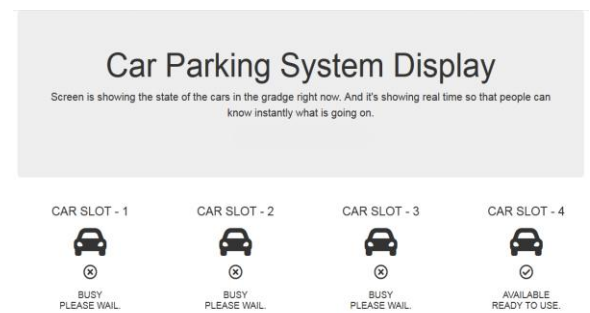 Car Parking System Display
Screen is showing the state of the cars in the gradge right now. And it's showing real time so that people can
know instantly what is going on.
CAR SLOT - 1
CAR SLOT - 2
CAR SLOT - 3
CAR SLOT - 4
BUSY
PLEASE WAIL.
BUSY
PLEASE WAIL.
BUSY
PLEASE WAIL.
AVAILABLE
READY TO USE.